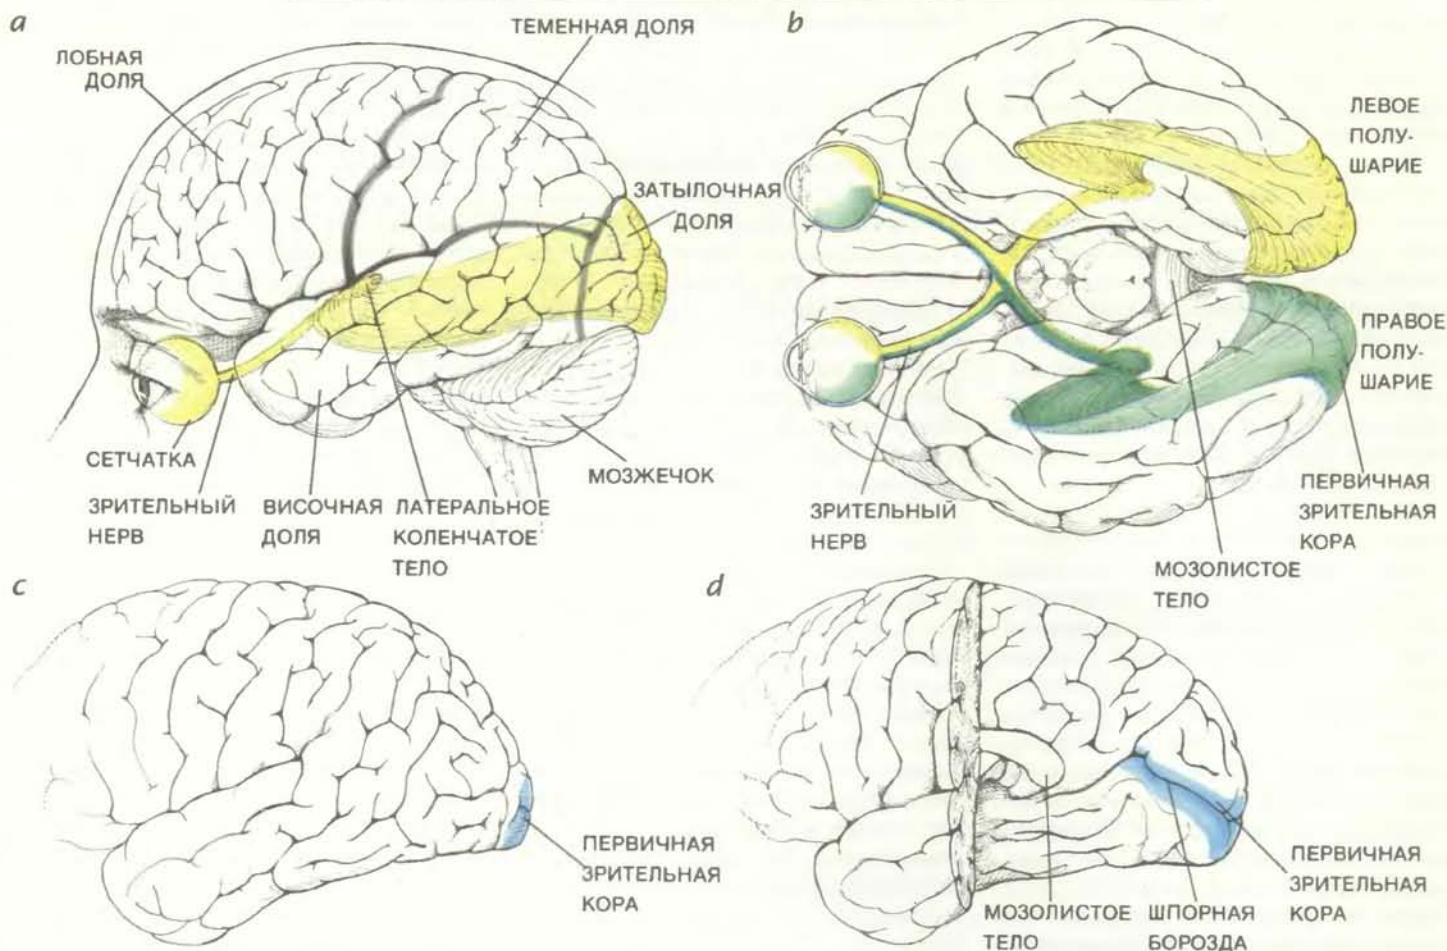 a
ЛОБНАЯ
ДОЛЯ
ТЕМЕННАЯ ДОЛЯ
ЗАТЫЛОЧНАЯ
ДОЛЯ
СЕТЧАТКА
МОЗЖЕЧОК
ЗРИТЕЛЬНЫЙ
НЕРВ
ВИСОЧНАЯ
ДОЛЯ
ЛАТЕРАЛЬНОЕ
КОЛЕНЧАТОЕ
ТЕЛО
b
ЛЕВОЕ
ПОЛУ-
ШАРИЕ
ПРАВОЕ
ПОЛУ-
ШАРИЕ
ЗРИТЕЛЬНЫЙ
НЕРВ
ПЕРВИЧНАЯ
ЗРИТЕЛЬНАЯ
КОРА
МОЗОЛИСТОЕ
ТЕЛО
c
ПЕРВИЧНАЯ
ЗРИТЕЛЬНАЯ
КОРА
d
МОЗОЛИСТОЕ
ТЕЛО
ШПОРНАЯ
БОРОЗДА
ПЕРВИЧНАЯ
ЗРИТЕЛЬНАЯ
КОРА